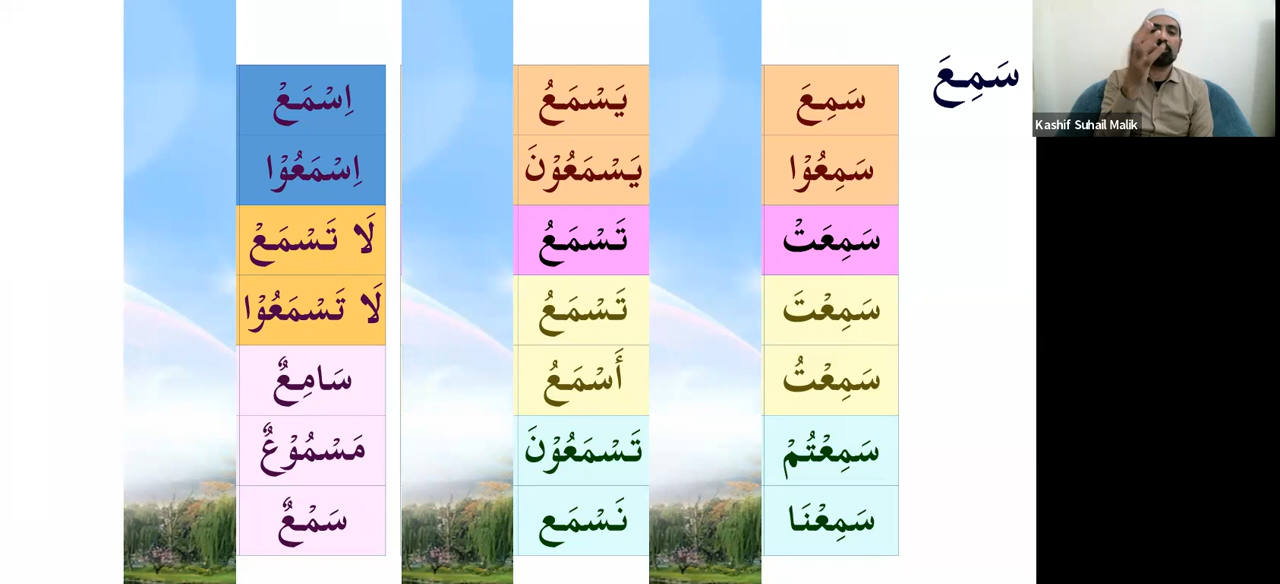 سَمِعَ
سَمِعَ
سَمِعُوْا
سَمِعَتْ
سَمِعْتَ
سَمِعْتُ
سَمِعْتُمْ
سَمِعْنَا
يَسْمَعُ
يَسْمَعُوْنَ
تَسْمَعُ
تَسْمَعُ
أَسْمَعُ
تَسْمَعُوْنَ
نَسْمَع
اِسْمَعْ
اِسْمَعُوْا
لَا تَسْمَعْ
لَا تَسْمَعُوْا
سَامِعٌ
مَسْمُوْعٌ
سَمْعٌ
Kashif Suhail Malik